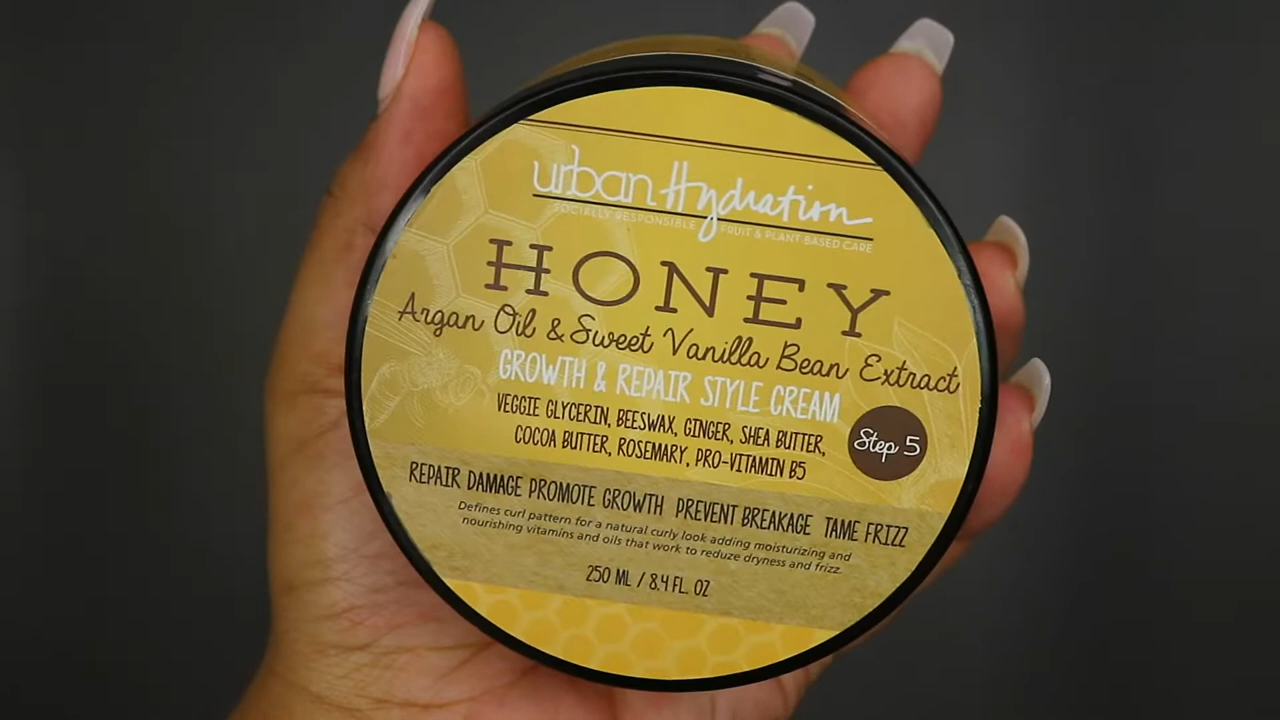 urban Hydration
SOCIALLY RESPONSIBLE FRUIT & PLANT BASED CARE
HONEY
Argan Oil & Sweet Vanilla Bean Extract
GROWTH & REPAIR STYLE CREAM
VEGGIE GLYCERIN, BEESWAX, GINGER, SHEA BUTTER,
COCOA BUTTER, ROSEMARY, PRO-VITAMIN B5
Step 5
REPAIR DAMAGE PROMOTE GROWTH PREVENT BREAKAGE TAME FRIZZ
Defines curl pattern for a natural curly look adding moisturizing and
nourishing vitamins and oils that work to reduze dryness and frizz.
250 ML / 8.4 FL. OZ